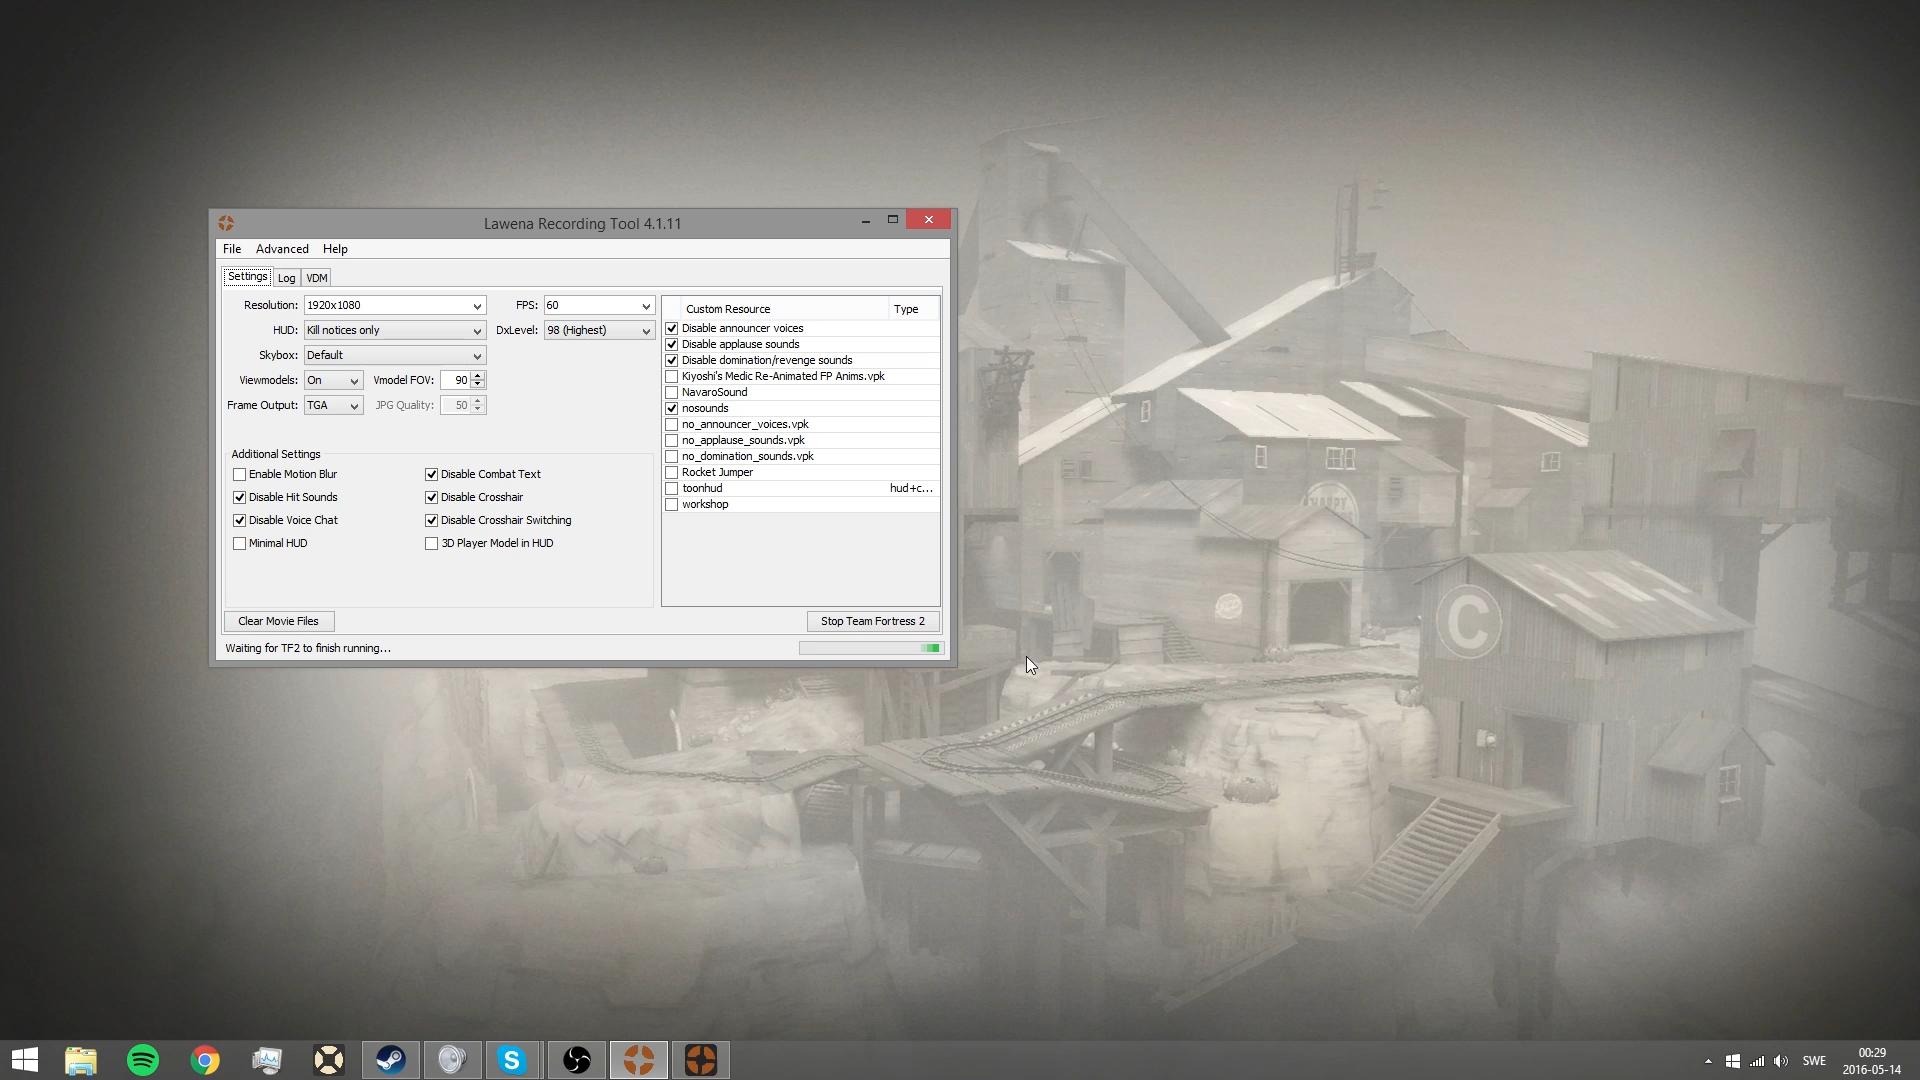 Lawena Recording Tool 4.1.11
File Advanced Help
Settings Log VDM
Resolution: 1920x1080 FPS: 60
HUD: Kill notices only DxLevel: 98 (Highest)
Skybox: Default
Viewmodels: On Vmodel FOV: 90
Frame Output: TGA JPG Quality: 50
Additional Settings
Enable Motion Blur Disable Combat Text
Disable Hit Sounds Disable Crosshair
Disable Voice Chat Disable Crosshair Switching
Minimal HUD 3D Player Model in HUD
Custom Resource Type
Disable announcer voices
Disable applause sounds
Disable domination/revenge sounds
Kiyoshi's Medic Re-Animated FP Anims.vpk
NavaroSound
nosounds
no_announcer_voices.vpk
no_applause_sounds.vpk
no_domination_sounds.vpk
Rocket Jumper
toonhud hud+c...
workshop
Clear Movie Files Stop Team Fortress 2
Waiting for TF2 to finish running...
C
SWE
00:29
2016-05-14